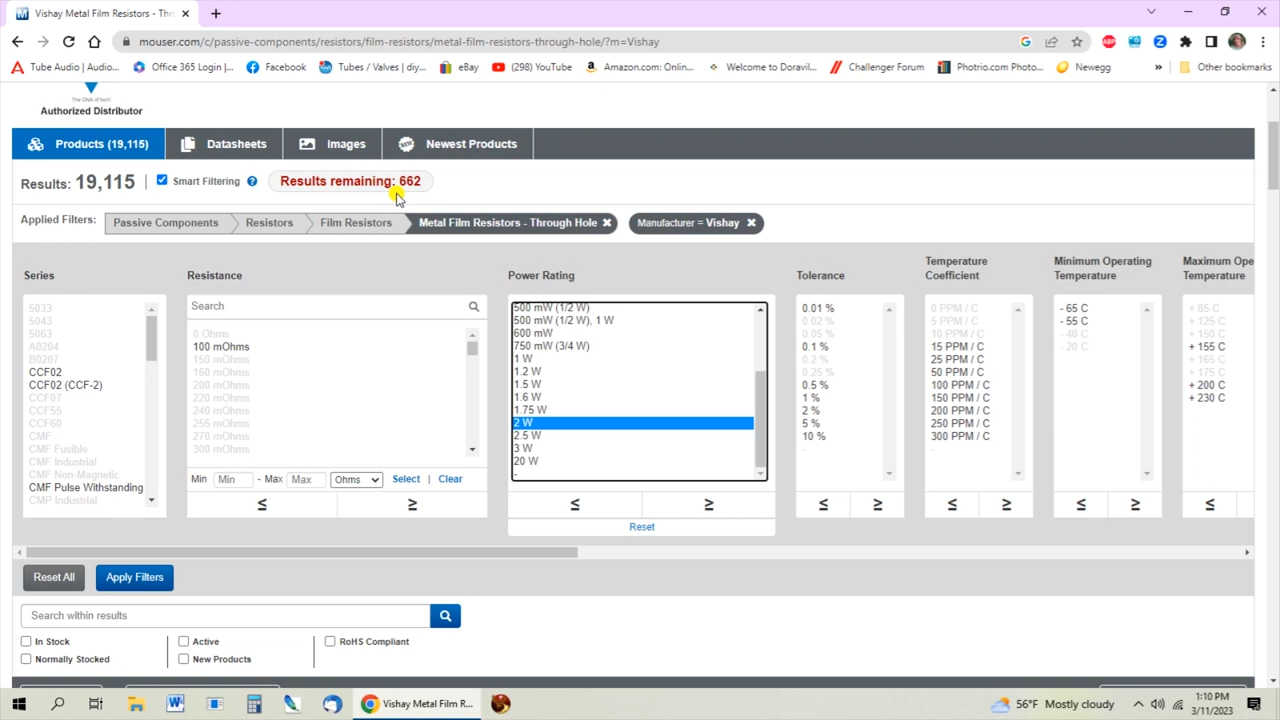 Vishay Metal Film Resistors - Thr
mouser.com/c/passive-components/resistors/film-resistors/metal-film-resistors-through-hole/?m=Vishay
Tube Audio | Audio... Office 365 Login |... Facebook Tubes / Valves | diy... eBay (298) YouTube Amazon.com: Onlin... Welcome to Doravil... Challenger Forum Photrio.com Photo... Newegg » Other bookmarks
The DNA of tech.
Authorized Distributor
Products (19,115) Datasheets Images Newest Products
Results: 19,115 | Smart Filtering ? Results remaining: 662
Applied Filters: Passive Components Resistors Film Resistors Metal Film Resistors - Through Hole Manufacturer = Vishay
Series
5033
5043
5063
A0204
B0207
CCF02
CCF02 (CCF-2)
CCF07
CCF55
CCF60
CMF
CMF Fusible
CMF Industrial
CMF Non-Magnetic
CMF Pulse Withstanding
CMP Industrial
Resistance
Search
0 Ohms
100 mOhms
150 mOhms
160 mOhms
200 mOhms
220 mOhms
240 mOhms
255 mOhms
270 mOhms
300 mOhms
Min Min - Max Max Ohms Select | Clear
≤ ≥
Power Rating
500 mW (1/2 W)
500 mW (1/2 W), 1 W
600 mW
750 mW (3/4 W)
1 W
1.2 W
1.5 W
1.6 W
1.75 W
2 W
2.5 W
3 W
20 W
-
≤ ≥
Reset
Tolerance
0.01 %
0.02 %
0.05 %
0.1 %
0.2 %
0.25 %
0.5 %
1 %
2 %
5 %
10 %
-
≤ ≥
Temperature
Coefficient
0 PPM / C
5 PPM / C
10 PPM / C
15 PPM / C
25 PPM / C
50 PPM / C
100 PPM / C
150 PPM / C
200 PPM / C
250 PPM / C
300 PPM / C
-
≤ ≥
Minimum Operating
Temperature
- 65 C
- 55 C
- 40 C
- 20 C
≤ ≥
Maximum Ope
Temperature
+ 85 C
+ 125 C
+ 150 C
+ 155 C
+ 165 C
+ 175 C
+ 200 C
+ 230 C
≤
Reset All Apply Filters
Search within results
In Stock Active RoHS Compliant
Normally Stocked New Products
Vishay Metal Film R... 56°F Mostly cloudy 1:10 PM
3/11/2023